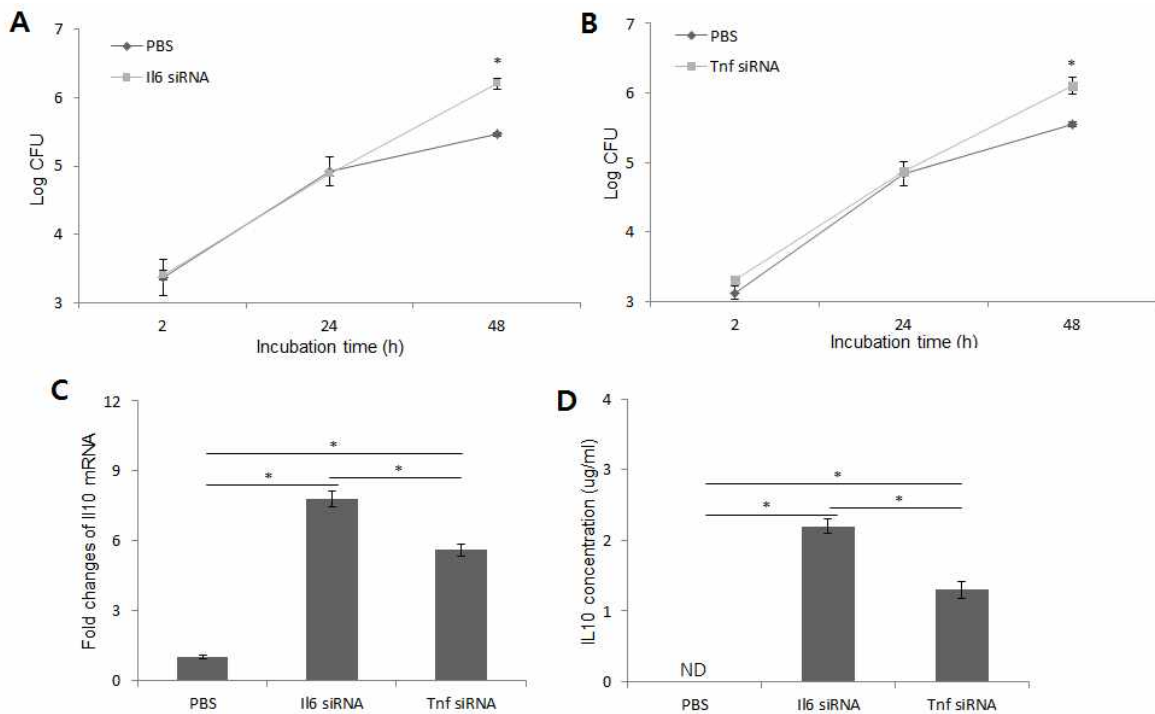 A
7
PBS
Il6 siRNA
*
6
5
4
3
Log CFU
2 24 48
Incubation time (h)
B
7
PBS
Tnf siRNA
*
6
5
4
3
Log CFU
2 24 48
Incubation time (h)
C
12
9
6
3
0
Fold changes of Il10 mRNA
*
* *
PBS Il6 siRNA Tnf siRNA
D
4
3
2
1
0
IL10 concentration (ug/ml)
*
* *
ND
PBS Il6 siRNA Tnf siRNA